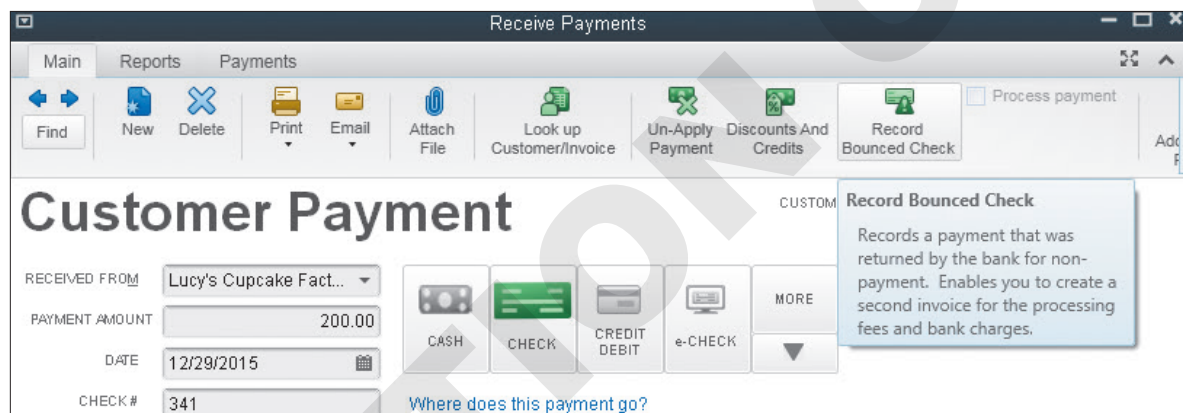 Receive Payments
Main Reports Payments
Find New Delete Print Email Attach File Look up Customer/Invoice Un-Apply Payment Discounts And Credits Record Bounced Check Process payment
Customer Payment
Record Bounced Check
Records a payment that was
returned by the bank for non-
payment. Enables you to create a
second invoice for the processing
fees and bank charges.
RECEIVED FROM Lucy's Cupcake Fact...
PAYMENT AMOUNT 200.00
DATE 12/29/2015
CHECK # 341
CASH CHECK CREDIT DEBIT e-CHECK MORE
Where does this payment go?